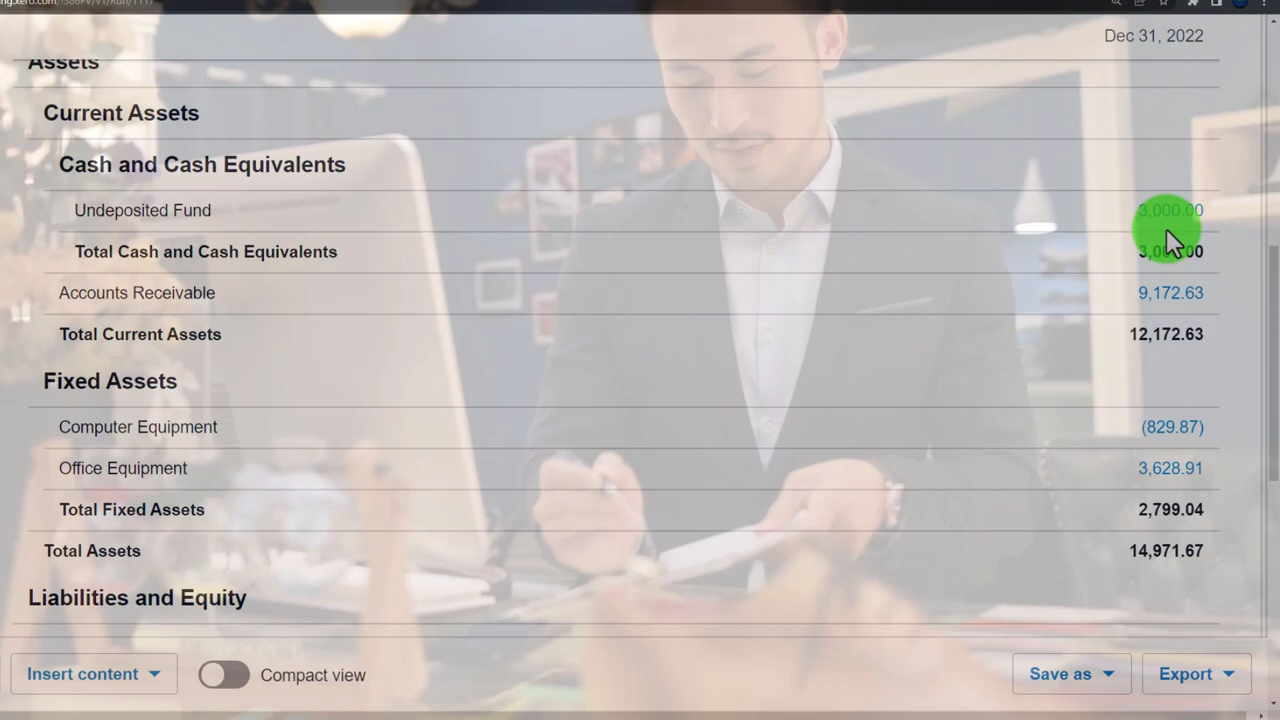 Dec 31, 2022
Assets
Current Assets
Cash and Cash Equivalents
Undeposited Fund 3,000.00
Total Cash and Cash Equivalents
Accounts Receivable 9,172.63
Total Current Assets 12,172.63
Fixed Assets
Computer Equipment (829.87)
Office Equipment 3,628.91
Total Fixed Assets 2,799.04
Total Assets 14,971.67
Liabilities and Equity
Insert content Compact view Save as Export